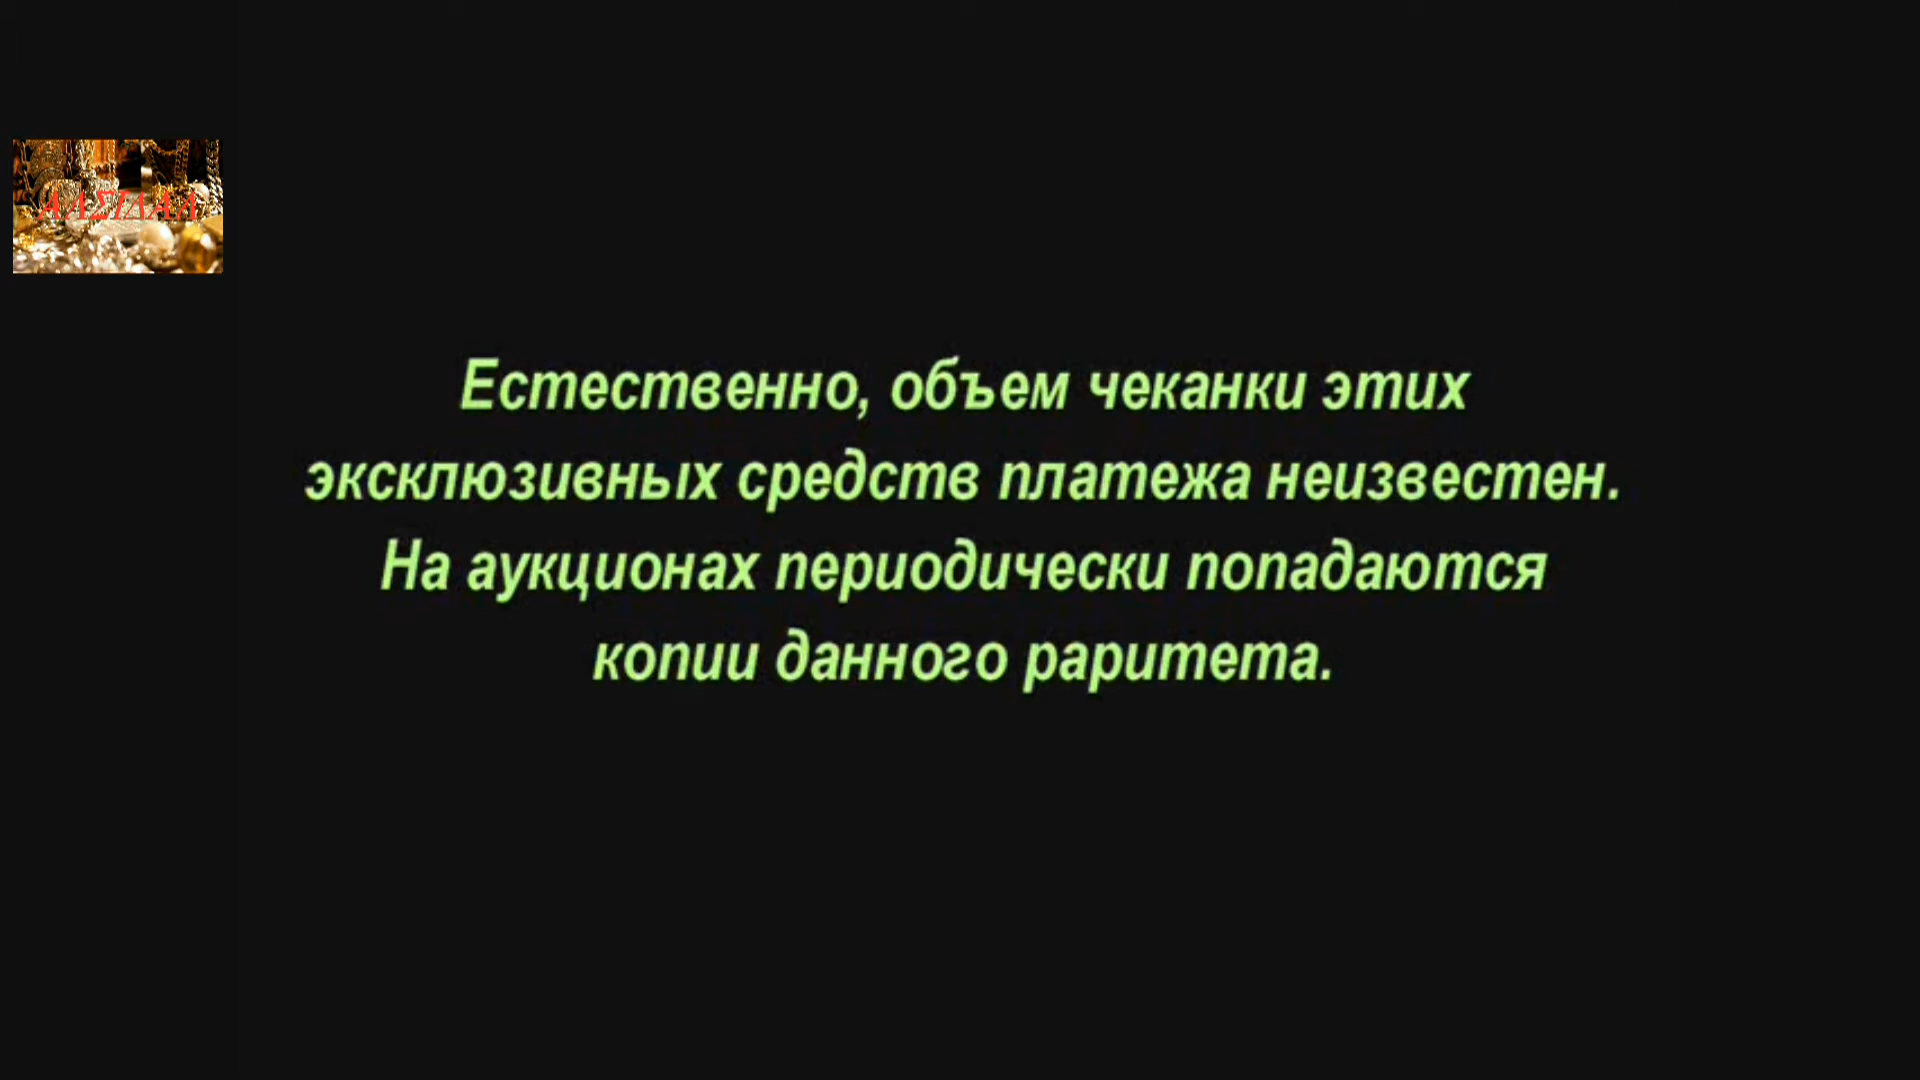 Естественно, объем чеканки этих
эксклюзивных средств платежа неизвестен.
На аукционах периодически попадаются
копии данного раритета.